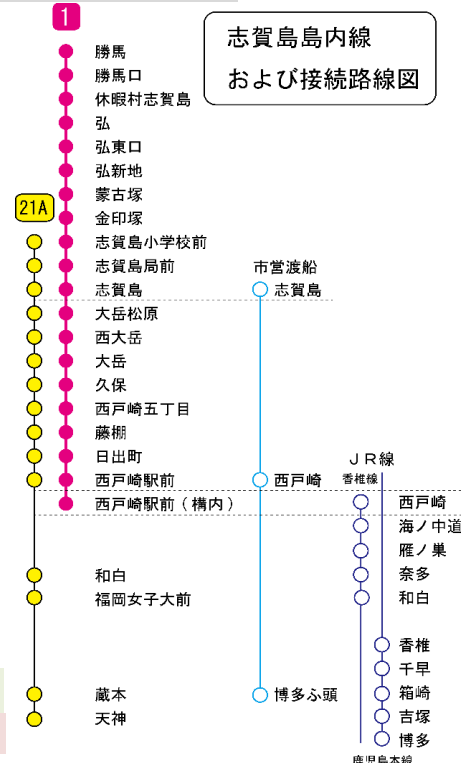 1
志賀島島内線
および接続路線図
勝馬
勝馬口
休暇村志賀島
弘
弘東口
弘新地
蒙古塚
21A
金印塚
志賀島小学校前
志賀島局前
市営渡船
志賀島
志賀島
大岳松原
西大岳
大岳
久保
西戸崎五丁目
藤棚
日出町
JR線
西戸崎駅前
西戸崎
香椎線
西戸崎駅前(構内)
西戸崎
海ノ中道
雁ノ巣
和白
奈多
福岡女子大前
和白
香椎
千早
蔵本
博多ふ頭
箱崎
天神
吉塚
博多
鹿児島本線